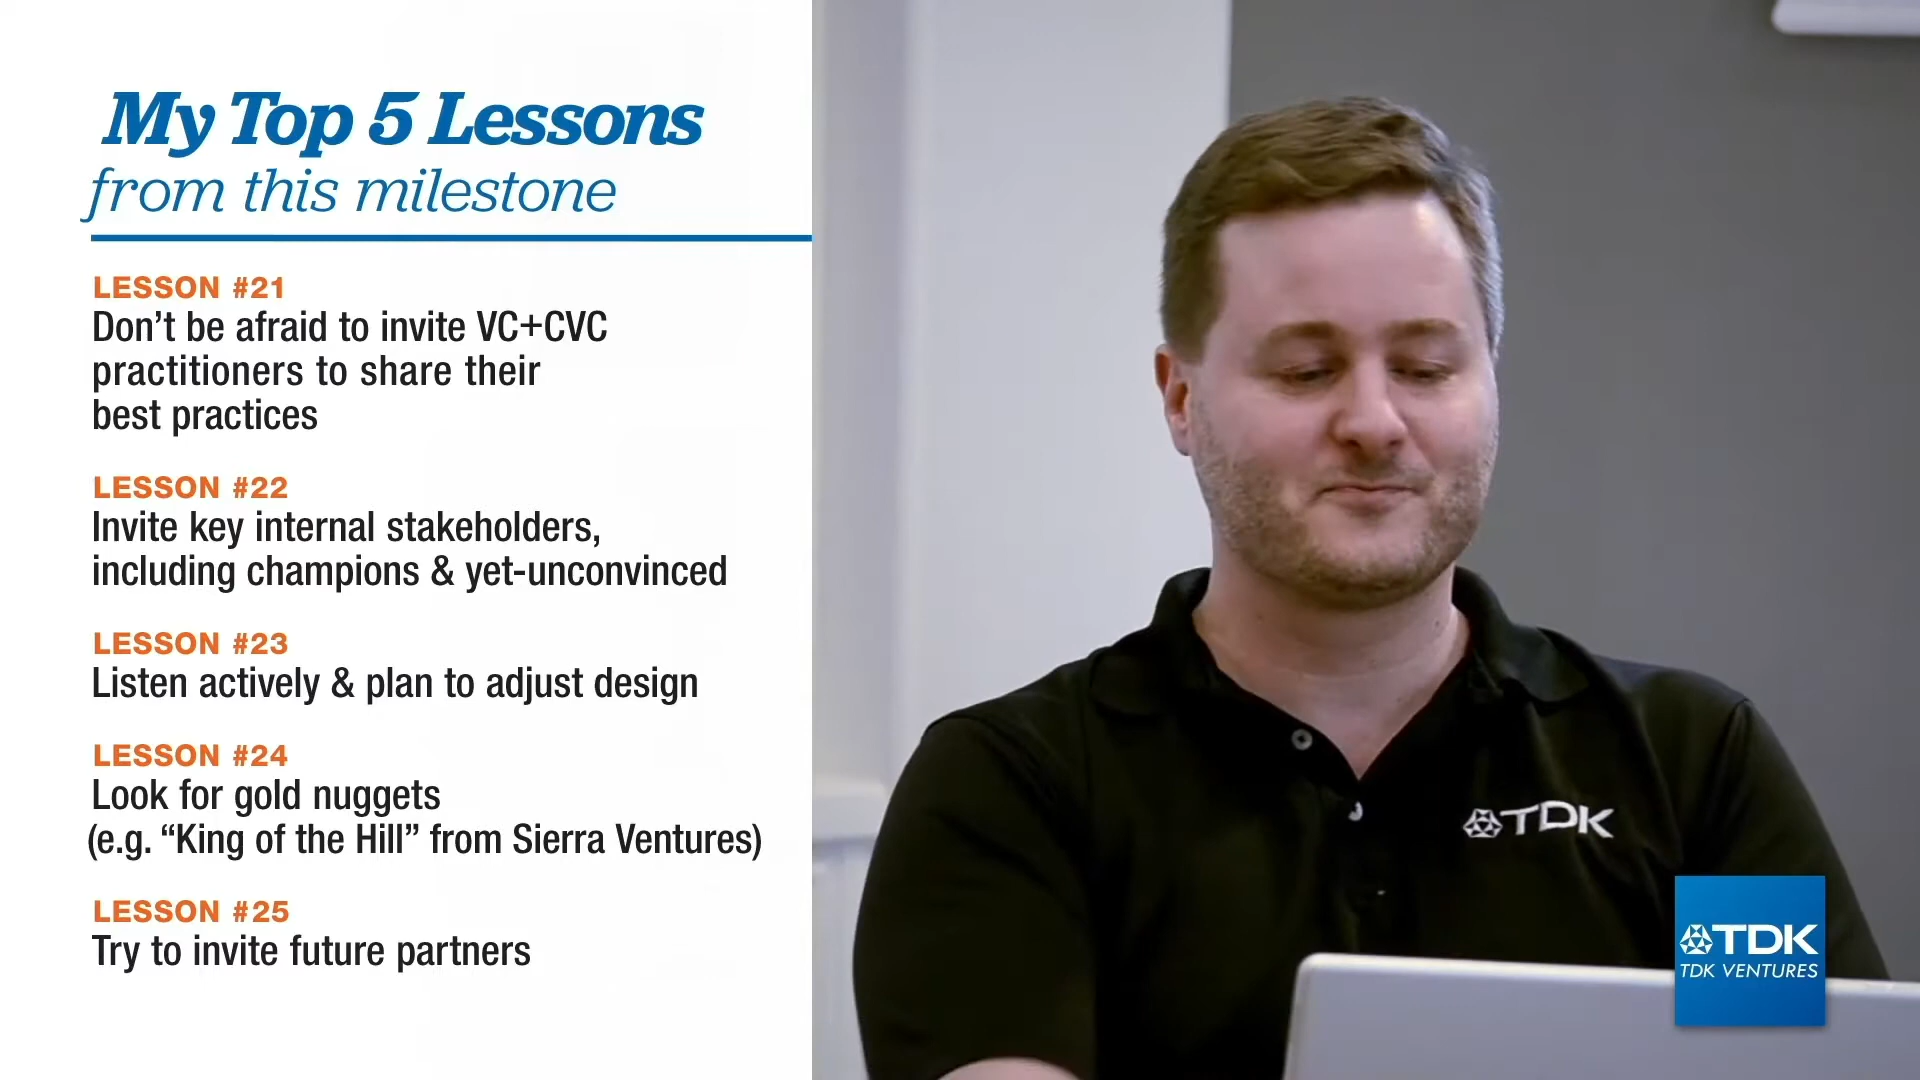 My Top 5 Lessons
from this milestone
LESSON #21
Don’t be afraid to invite VC+CVC
practitioners to share their
best practices
LESSON #22
Invite key internal stakeholders,
including champions & yet-unconvinced
LESSON #23
Listen actively & plan to adjust design
LESSON #24
Look for gold nuggets
(e.g. “King of the Hill” from Sierra Ventures)
LESSON #25
Try to invite future partners
TDK
TDK
TDK VENTURES